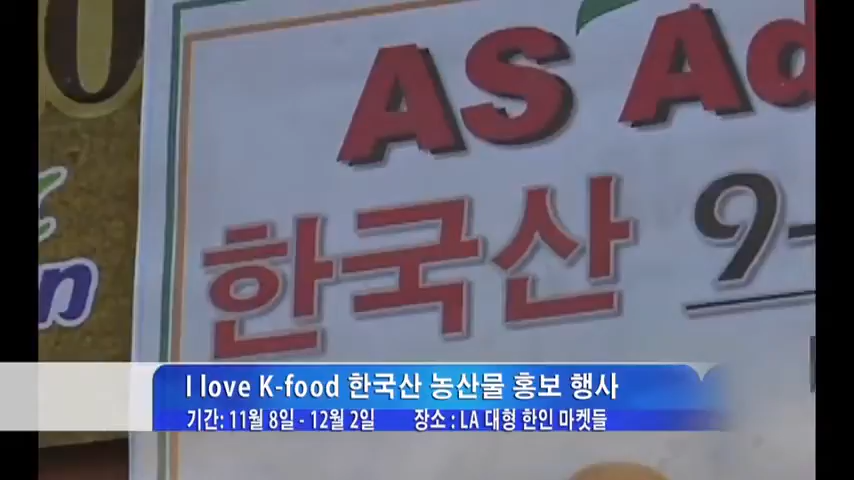 AS Ad
한국산 9-
n
I love K-food 한국산 농산물 홍보 행사
기간: 11월 8일 - 12월 2일 장소 : LA 대형 한인 마켓들